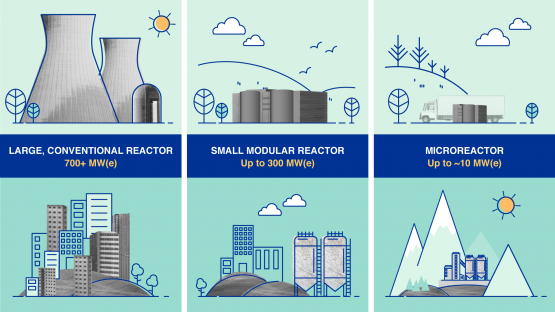 LARGE, CONVENTIONAL REACTOR
700+ MW(e)
SMALL MODULAR REACTOR
Up to 300 MW(e)
MICROREACTOR
Up to ~10 MW(e)